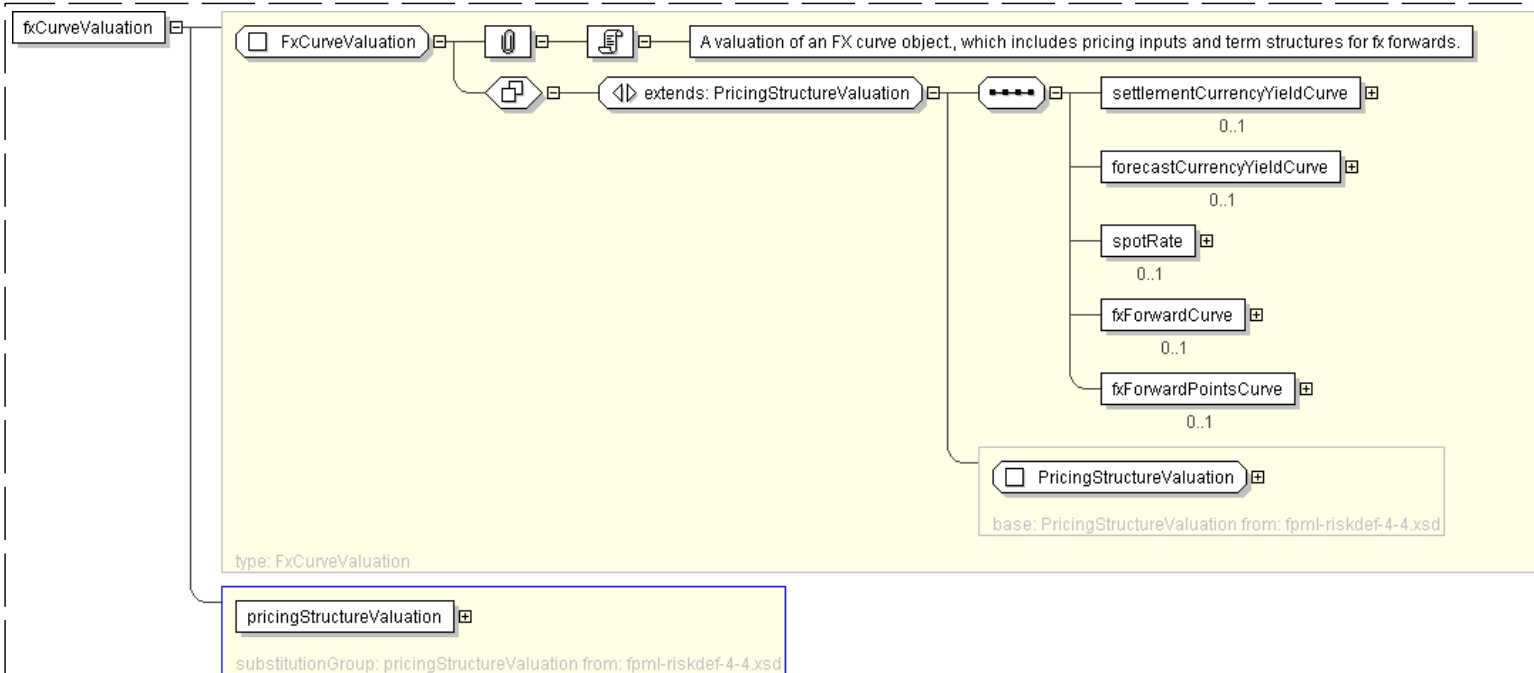 fxCurveValuation
FxCurveValuation
A valuation of an FX curve object., which includes pricing inputs and term structures for fx forwards.
extends: PricingStructureValuation
settlementCurrencyYieldCurve
0..1
forecastCurrencyYieldCurve
0..1
spotRate
0..1
fxForwardCurve
0..1
fxForwardPointsCurve
0..1
PricingStructureValuation
base: PricingStructureValuation from: fpml-riskdef-4-4.xsd
type: FxCurveValuation
pricingStructureValuation
substitutionGroup: pricingStructureValuation from: fpml-riskdef-4-4.xsd